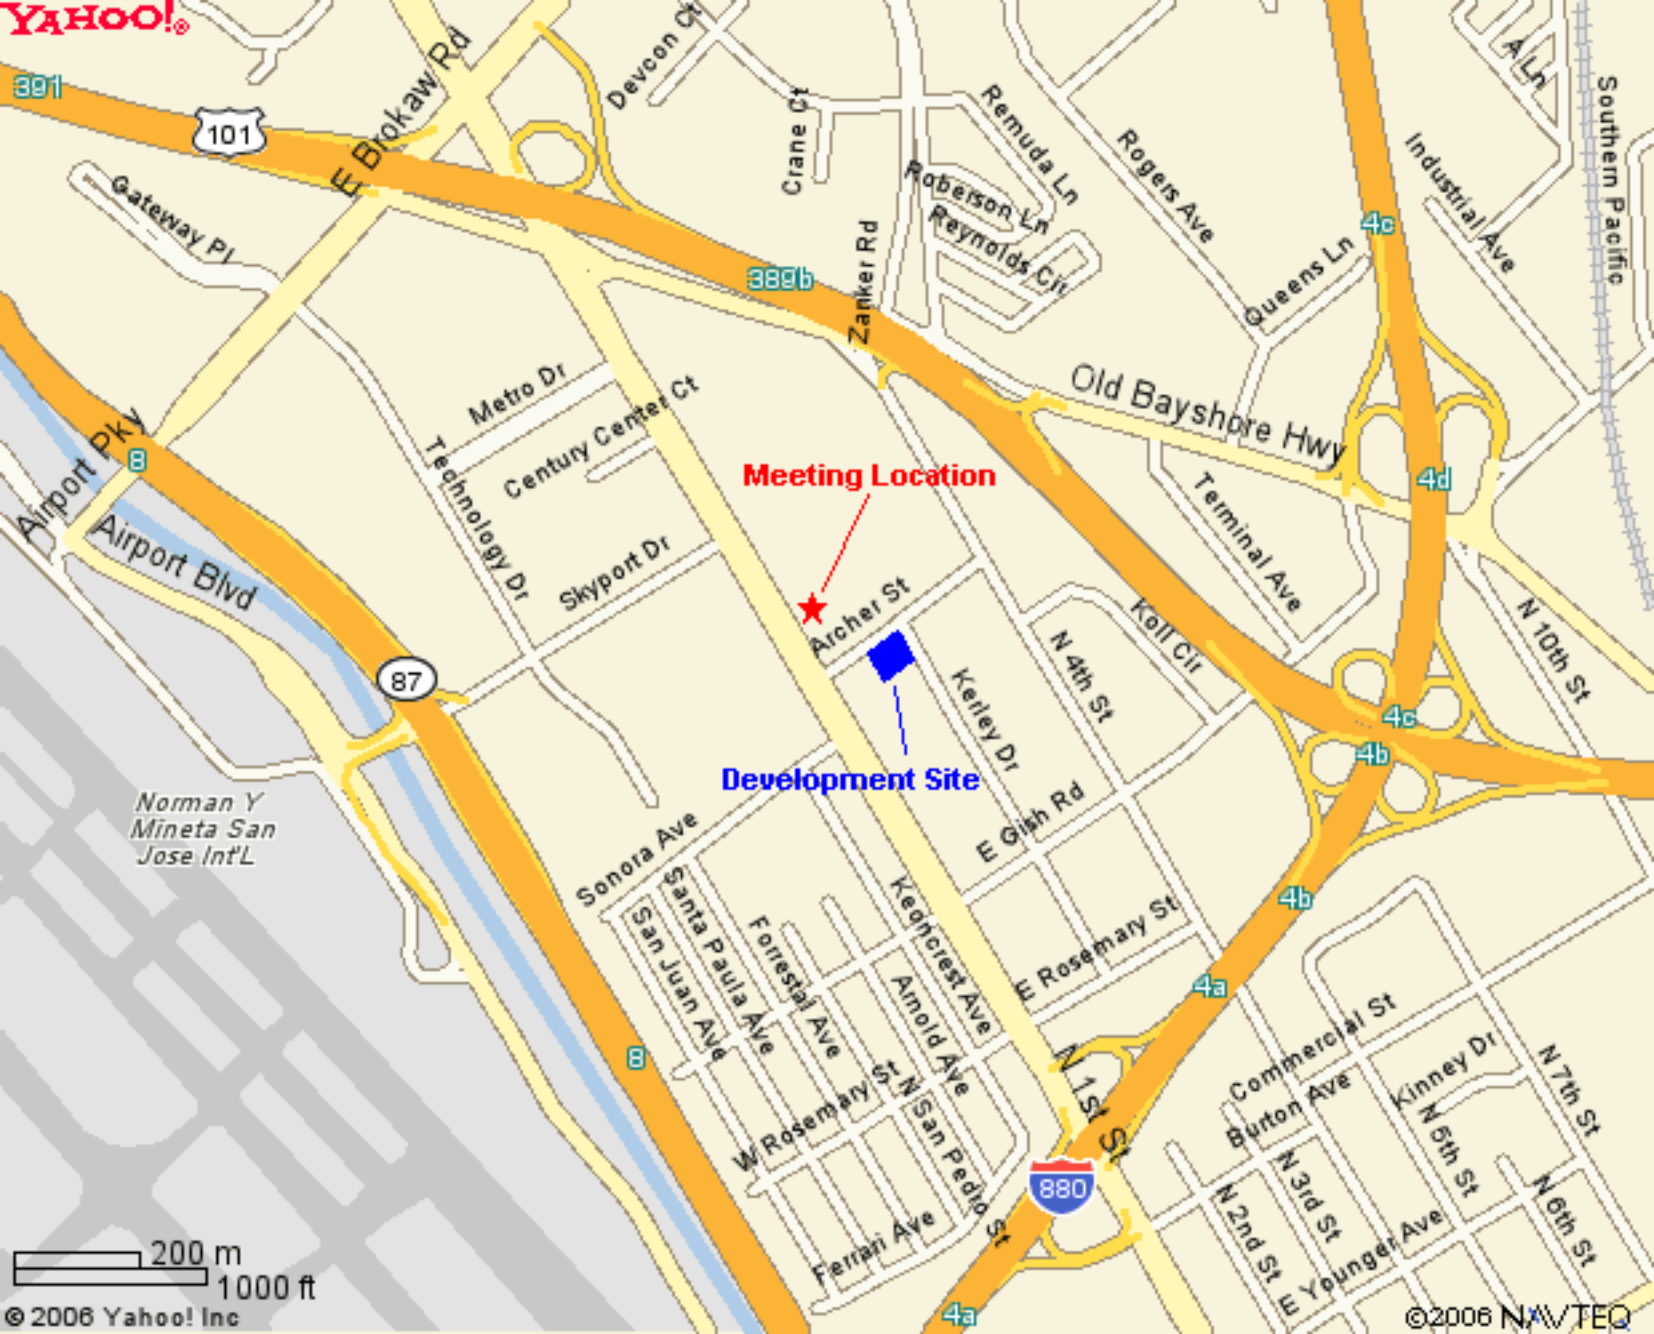 YAHOO!®
391
101
E Brokaw Rd
Devcon Ct
Crane Ct
Remuda Ln
Rogers Ave
A Ln
Southern Pacific
Industrial Ave
4c
Gateway Pl
Roberson Ln
Reynolds Cir
Queens Ln
Zanker Rd
389b
Old Bayshore Hwy
Metro Dr
Century Center Ct
Technology Dr
Airport Pky
8
Meeting Location
4d
Terminal Ave
Airport Blvd
Skyport Dr
Archer St
Koll Cir
N 4th St
N 10th St
87
Kerley Dr
4c
4b
Development Site
Norman Y
Mineta San
Jose Int'L
E Gish Rd
Sonora Ave
Santa Paula Ave
San Juan Ave
Forrestal Ave
Keoncrest Ave
Arnold Ave
E Rosemary St
4b
4a
8
Commercial St
Burton Ave
Kinney Dr
N 7th St
N 1st St
W Rosemary St
N San Pedro St
N 5th St
880
N 3rd St
N 2nd St
N 6th St
E Younger Ave
Ferrari Ave
200 m
1000 ft
© 2006 Yahoo! Inc
4a
©2006 NAVTEQ